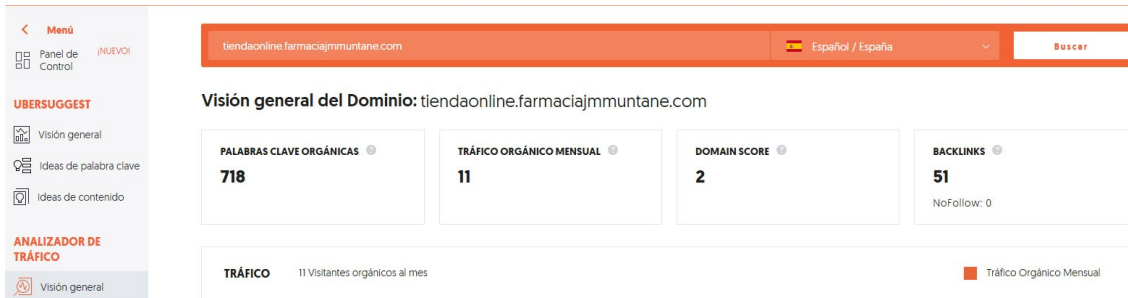 Menú
Panel de Control
¡NUEVO!
UBERSUGGEST
Visión general
Ideas de palabra clave
Ideas de contenido
ANALIZADOR DE
TRÁFICO
Visión general
tiendaonline.farmaciajmmuntane.com
Español / España
Buscar
Visión general del Dominio: tiendaonline.farmaciajmmuntane.com
PALABRAS CLAVE ORGÁNICAS
718
TRÁFICO ORGÁNICO MENSUAL
11
DOMAIN SCORE
2
BACKLINKS
51
NoFollow: 0
TRÁFICO 11 Visitantes orgánicos al mes
Tráfico Orgánico Mensual